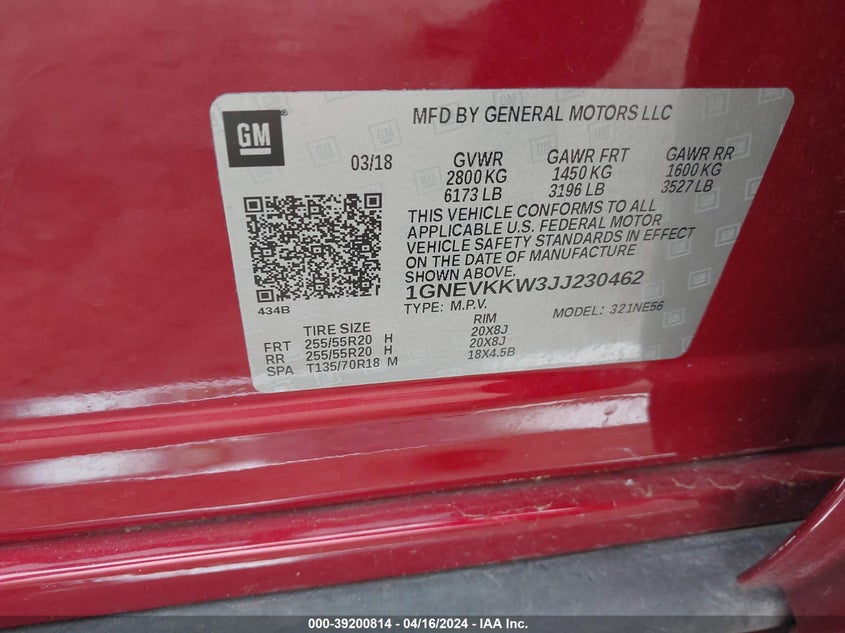 GM
MFD BY GENERAL MOTORS LLC
03/18
GVWR GAWR FRT GAWR RR
2800 KG 1450 KG 1600 KG
6173 LB 3196 LB 3527 LB
THIS VEHICLE CONFORMS TO ALL
APPLICABLE U.S. FEDERAL MOTOR
VEHICLE SAFETY STANDARDS IN EFFECT
ON THE DATE OF MANUFACTURE
SHOWN ABOVE.
1GNEVKKW3JJ230462
434B
TYPE: M.P.V. MODEL: 321NE56
TIRE SIZE RIM
FRT 255/55R20 H 20X8J
RR 255/55R20 H 20X8J
SPA T135/70R18 M 18X4.5B
000-39200814 - 04/16/2024 - IAA Inc.